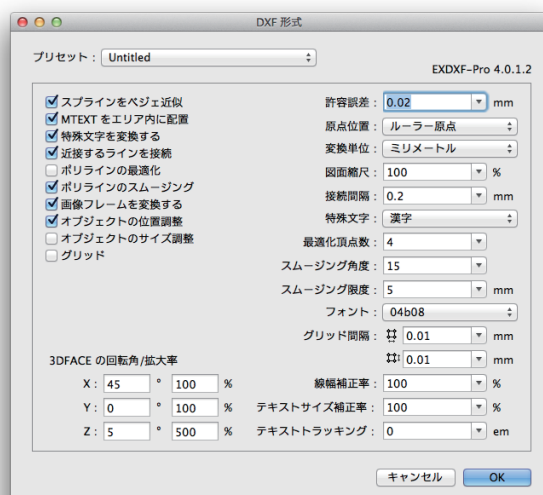 DXF 形式
プリセット： Untitled
EXDXF-Pro 4.0.1.2
スプラインをベジェ近似
MTEXT をエリア内に配置
特殊文字を変換する
近接するラインを接続
ポリラインの最適化
ポリラインのスムージング
画像フレームを変換する
オブジェクトの位置調整
オブジェクトのサイズ調整
グリッド
許容誤差： 0.02 mm
原点位置： ルーラー原点
変換単位： ミリメートル
図面縮尺： 100 %
接続間隔： 0.2 mm
特殊文字： 漢字
最適化頂点数： 4
スムージング角度： 15
スムージング限度： 5 mm
フォント： 04b08
グリッド間隔： 0.01 mm
0.01 mm
3DFACE の回転角/拡大率
X： 45 ° 100 %
Y： 0 ° 100 %
Z： 5 ° 500 %
線幅補正率： 100 %
テキストサイズ補正率： 100 %
テキストトラッキング： 0 em
キャンセル OK